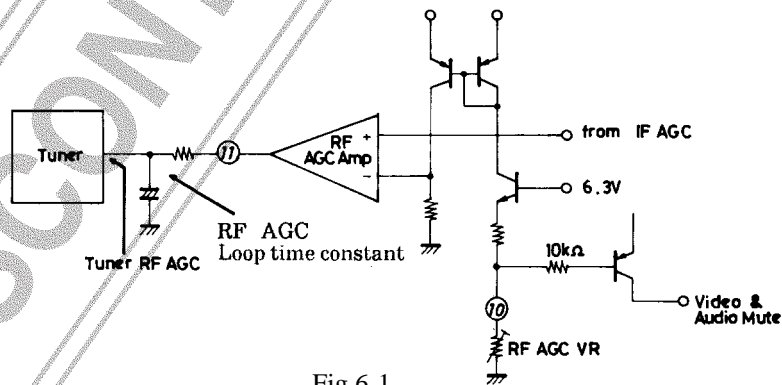 RF +
AGC Amp
−
from IF AGC
Tuner
11
6.3V
RF AGC
Loop time constant
Tuner RF AGC
10kΩ
10
Video &
Audio Mute
RF AGC VR
Fig.6-1